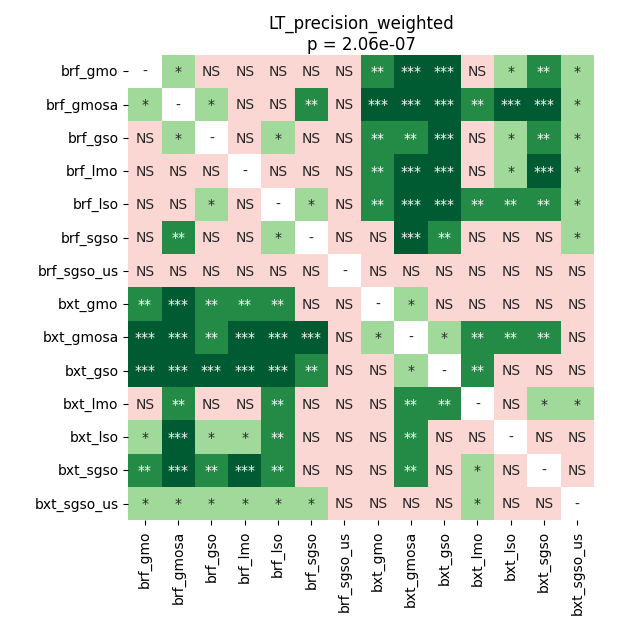 LT_precision_weighted
p = 2.06e-07
brf_gmo - * NS NS NS NS NS ** *** *** NS * ** *
brf_gmosa * - * NS NS ** NS *** *** *** ** *** *** *
brf_gso NS * - NS * NS NS ** ** *** NS * ** *
brf_lmo NS NS NS - NS NS NS ** *** *** NS * *** *
brf_lso NS NS * NS - * NS ** *** *** ** ** ** *
brf_sgso NS ** NS NS * - NS NS *** ** NS NS NS *
brf_sgso_us NS NS NS NS NS NS - NS NS NS NS NS NS NS
bxt_gmo ** *** ** ** ** NS NS - * NS NS NS NS NS
bxt_gmosa *** *** ** *** *** *** NS * - * ** ** ** NS
bxt_gso *** *** *** *** *** ** NS NS * - ** NS NS NS
bxt_lmo NS ** NS NS ** NS NS NS ** ** - NS * *
bxt_lso * *** * * ** NS NS NS ** NS NS - NS NS
bxt_sgso ** *** ** *** ** NS NS NS ** NS * NS - NS
bxt_sgso_us * * * * * * NS NS NS NS * NS NS -
brf_gmo brf_gmosa brf_gso brf_lmo brf_lso brf_sgso brf_sgso_us bxt_gmo bxt_gmosa bxt_gso bxt_lmo bxt_lso bxt_sgso bxt_sgso_us